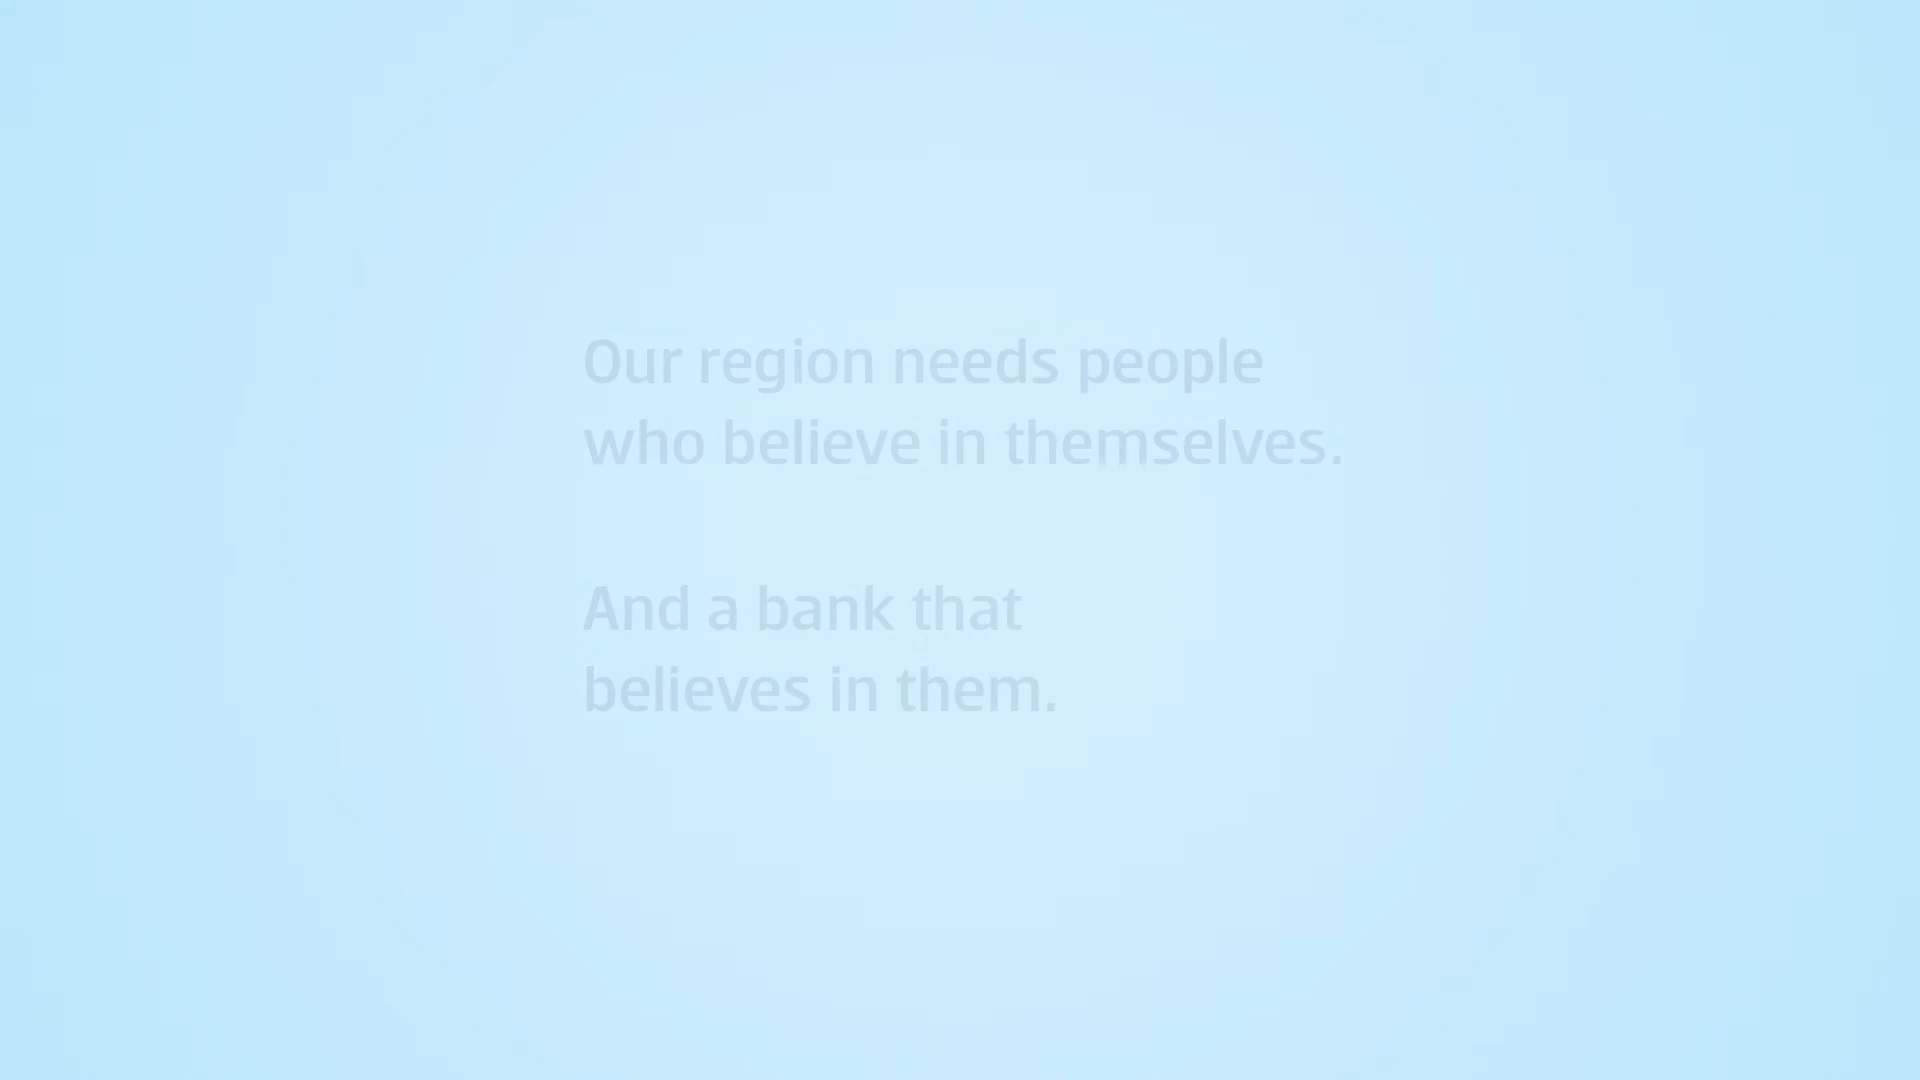 Our region needs people
who believe in themselves.
And a bank that
believes in them.